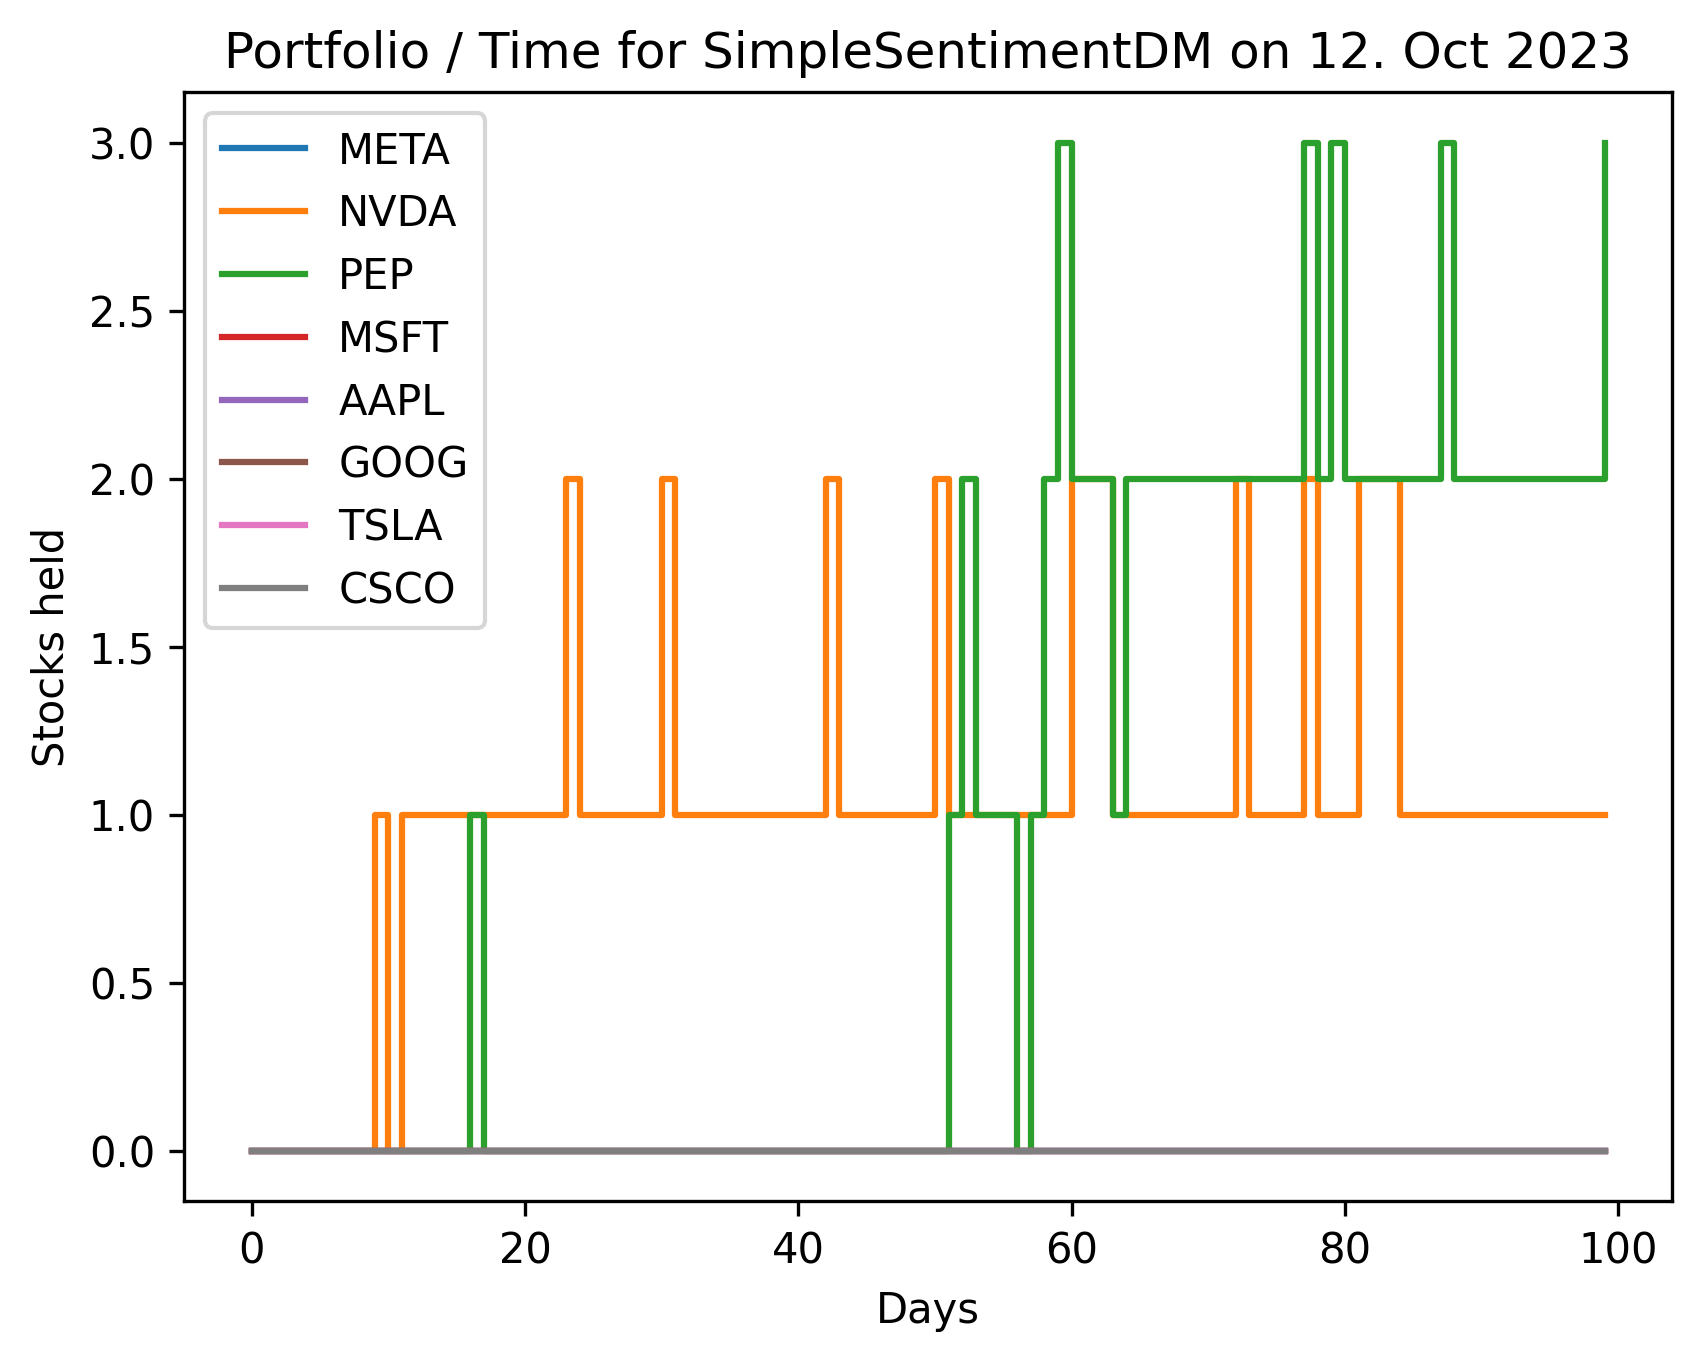 Portfolio / Time for SimpleSentimentDM on 12. Oct 2023
META
NVDA
PEP
MSFT
AAPL
GOOG
TSLA
CSCO
3.0
2.5
2.0
1.5
1.0
0.5
0.0
Stocks held
0 20 40 60 80 100
Days